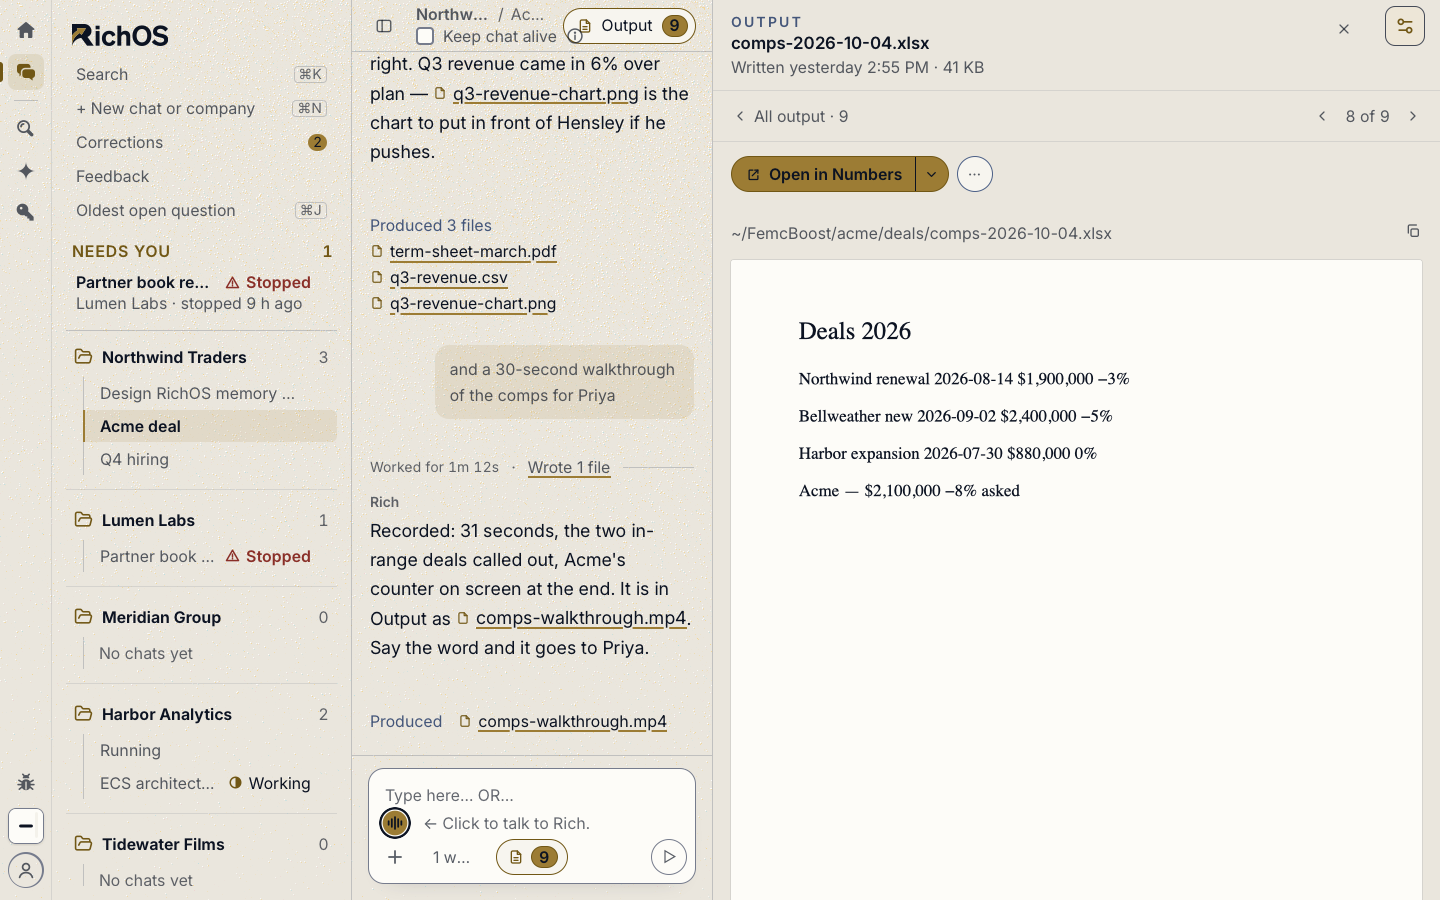 RichOS
Search ⌘K
+ New chat or company ⌘N
Corrections 2
Feedback
Oldest open question ⌘J
NEEDS YOU 1
Partner book re... Stopped
Lumen Labs · stopped 9 h ago
Northwind Traders 3
Design RichOS memory ...
Acme deal
Q4 hiring
Lumen Labs 1
Partner book ... Stopped
Meridian Group 0
No chats yet
Harbor Analytics 2
Running
ECS architect... Working
Tidewater Films 0
No chats yet
Northw... / Ac...
Keep chat alive
Output 9
right. Q3 revenue came in 6% over
plan — q3-revenue-chart.png is the
chart to put in front of Hensley if he
pushes.
Produced 3 files
term-sheet-march.pdf
q3-revenue.csv
q3-revenue-chart.png
and a 30-second walkthrough
of the comps for Priya
Worked for 1m 12s · Wrote 1 file
Rich
Recorded: 31 seconds, the two in-
range deals called out, Acme's
counter on screen at the end. It is in
Output as comps-walkthrough.mp4.
Say the word and it goes to Priya.
Produced comps-walkthrough.mp4
Type here... OR...
← Click to talk to Rich.
1 w... 9
OUTPUT
comps-2026-10-04.xlsx
Written yesterday 2:55 PM · 41 KB
All output · 9
8 of 9
Open in Numbers
~/FemcBoost/acme/deals/comps-2026-10-04.xlsx
Deals 2026
Northwind renewal 2026-08-14 $1,900,000 −3%
Bellweather new 2026-09-02 $2,400,000 −5%
Harbor expansion 2026-07-30 $880,000 0%
Acme — $2,100,000 −8% asked